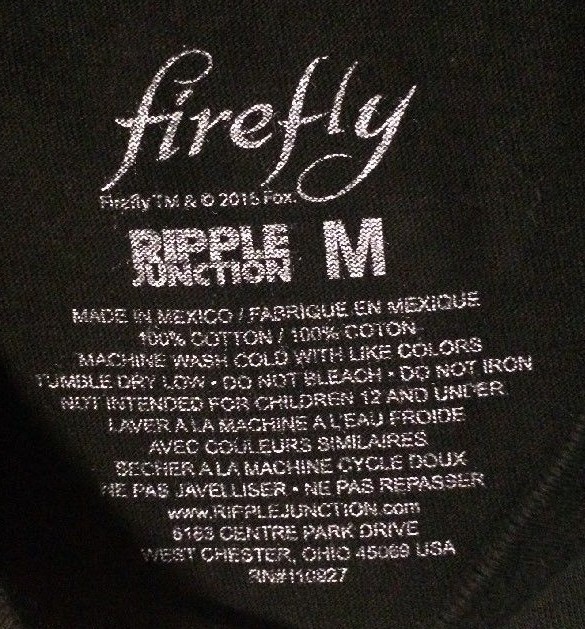 firefly
Firefly TM & © 2015 Fox.
RIPPLE JUNCTION M
MADE IN MEXICO / FABRIQUE EN MEXIQUE
100% COTTON / 100% COTON
MACHINE WASH COLD WITH LIKE COLORS
TUMBLE DRY LOW • DO NOT BLEACH • DO NOT IRON
NOT INTENDED FOR CHILDREN 12 AND UNDER
LAVER A LA MACHINE A L'EAU FROIDE
AVEC COULEURS SIMILAIRES
SECHER A LA MACHINE CYCLE DOUX
NE PAS JAVELLISER • NE PAS REPASSER
www.RIPPLEJUNCTION.com
6163 CENTRE PARK DRIVE
WEST CHESTER, OHIO 45069 USA
RN#110827